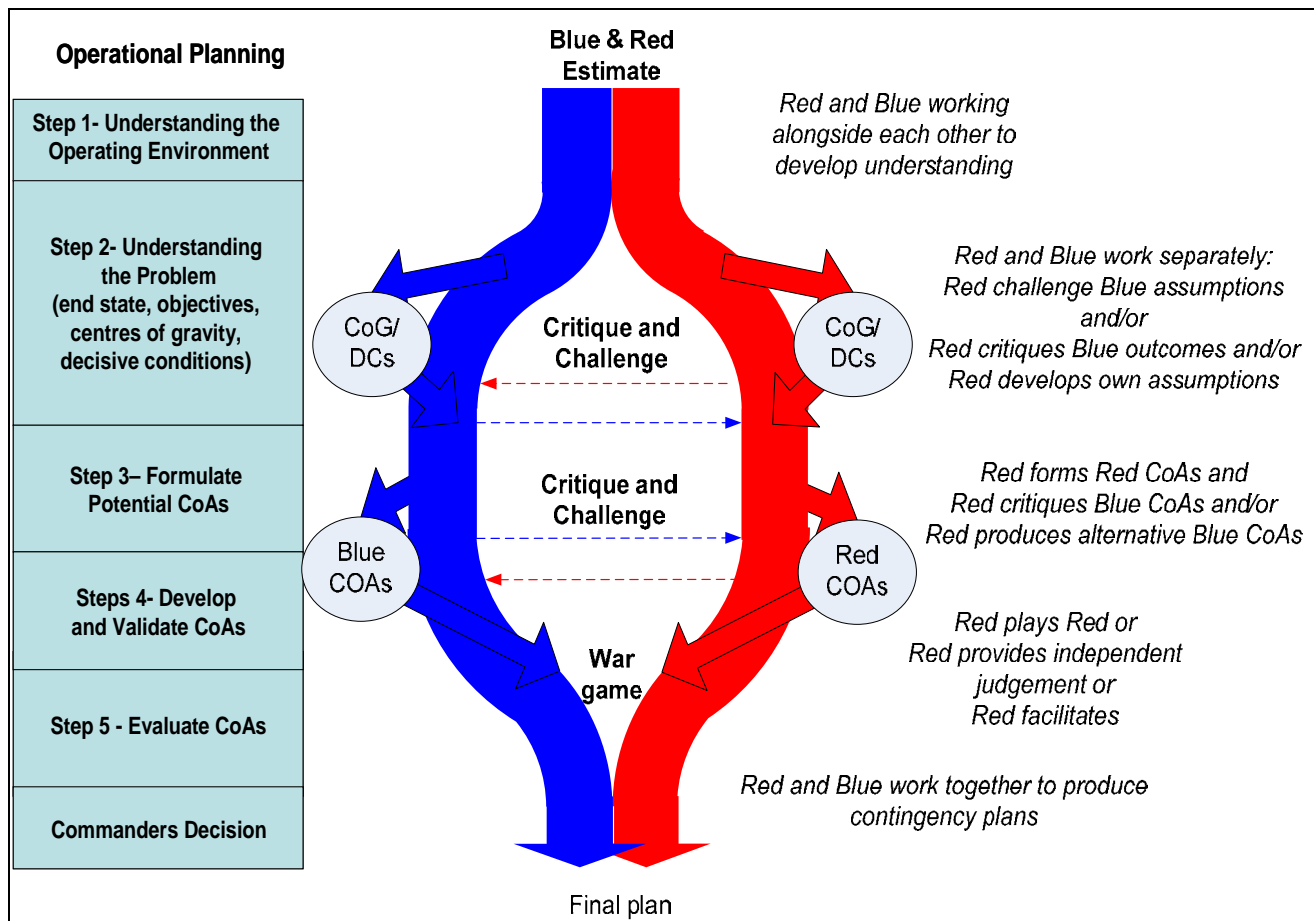 Operational Planning
Step 1- Understanding the
Operating Environment
Step 2- Understanding
the Problem
(end state, objectives,
centres of gravity,
decisive conditions)
Step 3– Formulate
Potential CoAs
Steps 4- Develop
and Validate CoAs
Step 5 - Evaluate CoAs
Commanders Decision
Blue & Red
Estimate
CoG/
DCs
Critique and
Challenge
CoG/
DCs
Critique and
Challenge
Blue
COAs
Red
COAs
War
game
Final plan
Red and Blue working
alongside each other to
develop understanding
Red and Blue work separately:
Red challenge Blue assumptions
and/or
Red critiques Blue outcomes and/or
Red develops own assumptions
Red forms Red CoAs and
Red critiques Blue CoAs and/or
Red produces alternative Blue CoAs
Red plays Red or
Red provides independent
judgement or
Red facilitates
Red and Blue work together to produce
contingency plans